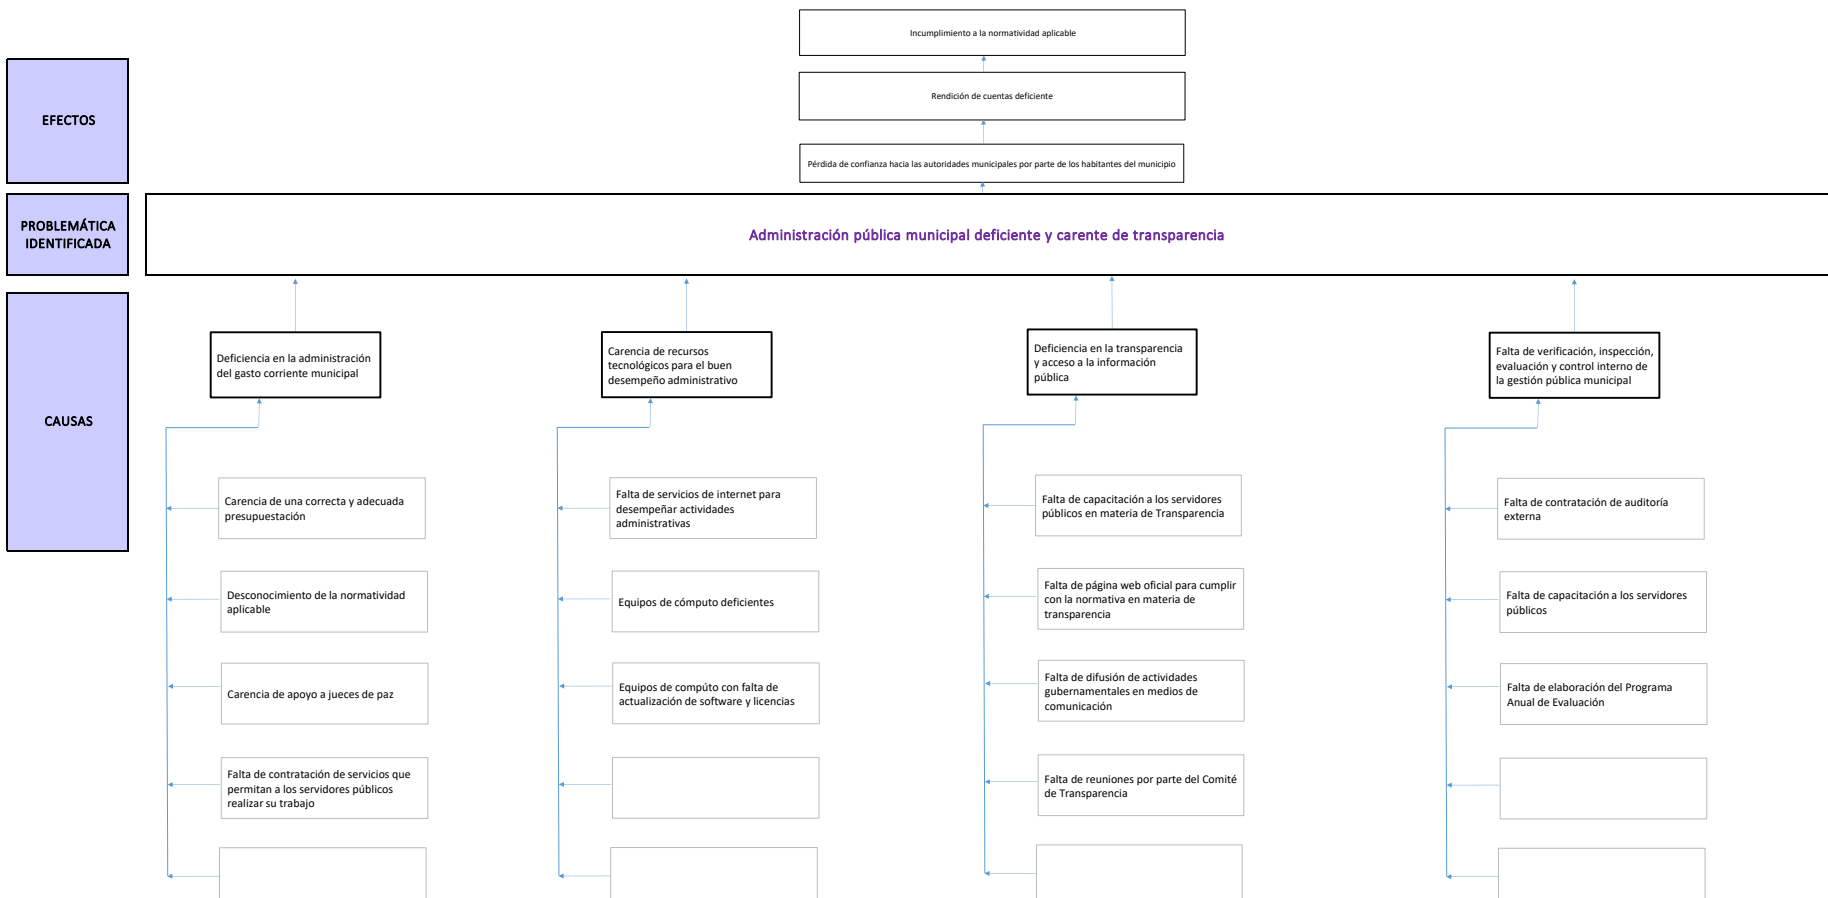 Incumplimiento a la normatividad aplicable
Rendición de cuentas deficiente
EFECTOS
Pérdida de confianza hacia las autoridades municipales por parte de los habitantes del municipio
PROBLEMÁTICA
IDENTIFICADA
Administración pública municipal deficiente y carente de transparencia
CAUSAS
Deficiencia en la administración
del gasto corriente municipal
Carencia de recursos
tecnológicos para el buen
desempeño administrativo
Deficiencia en la transparencia
y acceso a la información
pública
Falta de verificación, inspección,
evaluación y control interno de
la gestión pública municipal
Carencia de una correcta y adecuada
presupuestación
Falta de servicios de internet para
desempeñar actividades
administrativas
Falta de capacitación a los servidores
públicos en materia de Transparencia
Falta de contratación de auditoría
externa
Desconocimiento de la normatividad
aplicable
Equipos de cómputo deficientes
Falta de página web oficial para cumplir
con la normativa en materia de
transparencia
Falta de capacitación a los servidores
públicos
Carencia de apoyo a jueces de paz
Equipos de compúto con falta de
actualización de software y licencias
Falta de difusión de actividades
gubernamentales en medios de
comunicación
Falta de elaboración del Programa
Anual de Evaluación
Falta de contratación de servicios que
permitan a los servidores públicos
realizar su trabajo
Falta de reuniones por parte del Comité
de Transparencia